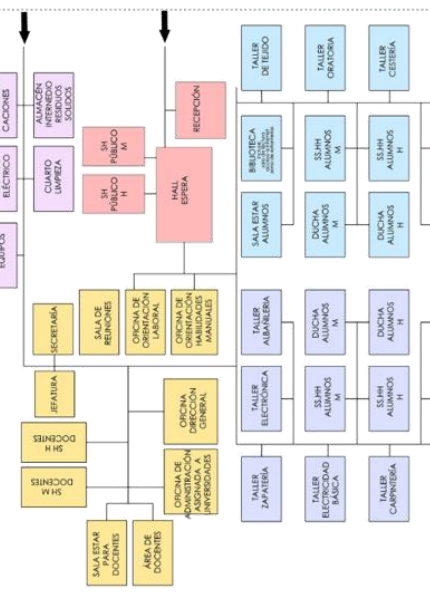 CACIONES
ELÉCTRICO
EQUIPOS
ALMACÉN
INTERMEDIO
RESIDUOS
SOLIDOS
CUARTO
LIMPIEZA
SH
PÚBLICO
M
SH
PÚBLICO
H
RECEPCIÓN
HALL
ESPERA
SECRETARÍA
JEFATURA
SALA DE
REUNIONES
OFICINA DE
ORIENTACIÓN
LABORAL
OFICINA DE
ORIENTACIÓN
HABILIDADES
MANUALES
SH H
DOCENTES
SH M
DOCENTES
OFICINA
DIRECCIÓN
GENERAL
OFICINA DE
ADMINISTRACIÓN
ASIGNADA A
UNIVERSIDADES
SALA ESTAR
PARA
DOCENTES
ÁREA DE
DOCENTES
TALLER
DE TEJIDO
TALLER
ORATORIA
TALLER
CESTERÍA
BIBLIOTECA
SS.HH
ALUMNOS
M
SS.HH
ALUMNOS
H
SALA ESTAR
ALUMNOS
DUCHA
ALUMNOS
M
DUCHA
ALUMNOS
H
TALLER
ALBAÑILERIA
DUCHA
ALUMNOS
M
DUCHA
ALUMNOS
H
TALLER
ELECTRÓNICA
SS.HH
ALUMNOS
M
SS.HH
ALUMNOS
H
TALLER
ZAPATERÍA
TALLER
ELECTRICIDAD
BÁSICA
TALLER
CARPINTERÍA